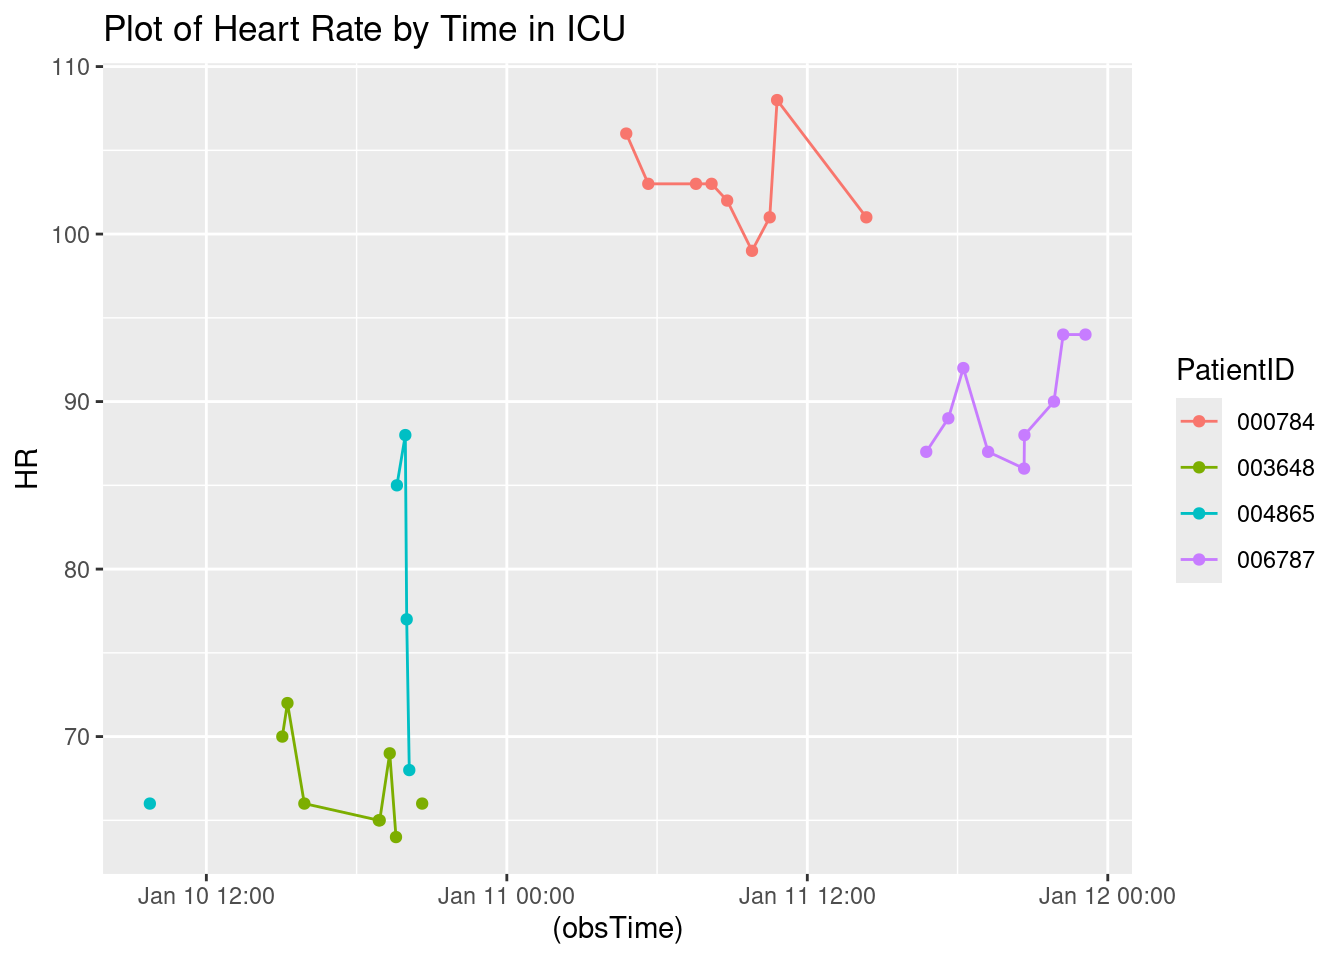 Plot of Heart Rate by Time in ICU
110
100
90
80
70
HR
Jan 10 12:00
Jan 11 00:00
Jan 11 12:00
Jan 12 00:00
(obsTime)
PatientID
000784
003648
004865
006787